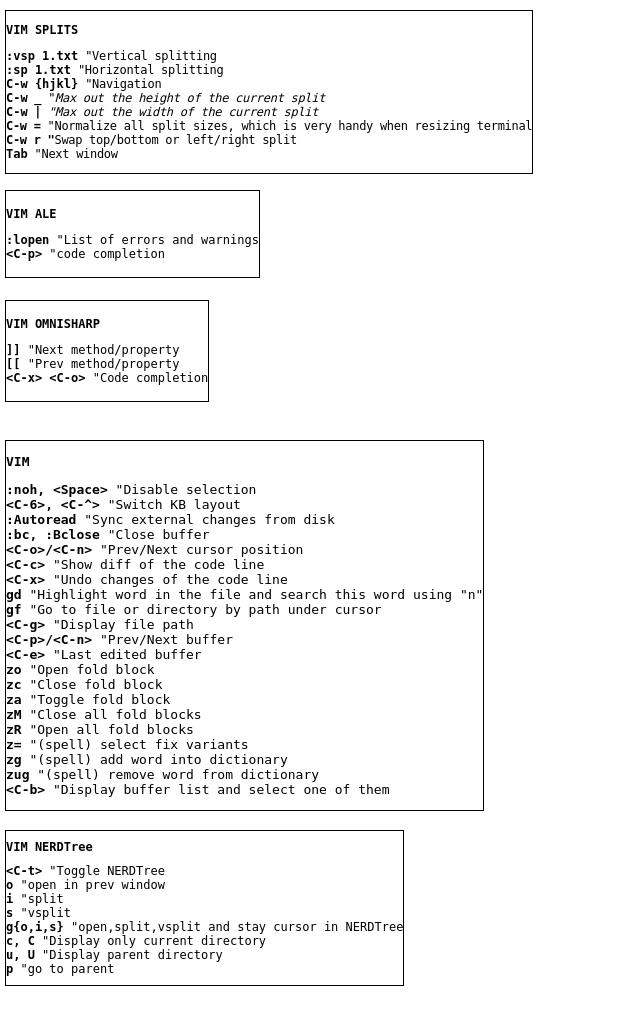 VIM SPLITS
:vsp 1.txt "Vertical splitting
:sp 1.txt "Horizontal splitting
C-w {hjkl} "Navigation
C-w _ "Max out the height of the current split
C-w | "Max out the width of the current split
C-w = "Normalize all split sizes, which is very handy when resizing terminal
C-w r "Swap top/bottom or left/right split
Tab "Next window
VIM ALE
:lopen "List of errors and warnings
<C-p> "code completion
VIM OMNISHARP
]] "Next method/property
[[ "Prev method/property
<C-x> <C-o> "Code completion
VIM
:noh, <Space> "Disable selection
<C-6>, <C-^> "Switch KB layout
:Autoread "Sync external changes from disk
:bc, :Bclose "Close buffer
<C-o>/<C-n> "Prev/Next cursor position
<C-c> "Show diff of the code line
<C-x> "Undo changes of the code line
gd "Highlight word in the file and search this word using "n"
gf "Go to file or directory by path under cursor
<C-g> "Display file path
<C-p>/<C-n> "Prev/Next buffer
<C-e> "Last edited buffer
zo "Open fold block
zc "Close fold block
za "Toggle fold block
zM "Close all fold blocks
zR "Open all fold blocks
z= "(spell) select fix variants
zg "(spell) add word into dictionary
zug "(spell) remove word from dictionary
<C-b> "Display buffer list and select one of them
VIM NERDTree
<C-t> "Toggle NERDTree
o "open in prev window
i "split
s "vsplit
g{o,i,s} "open,split,vsplit and stay cursor in NERDTree
c, C "Display only current directory
u, U "Display parent directory
p "go to parent